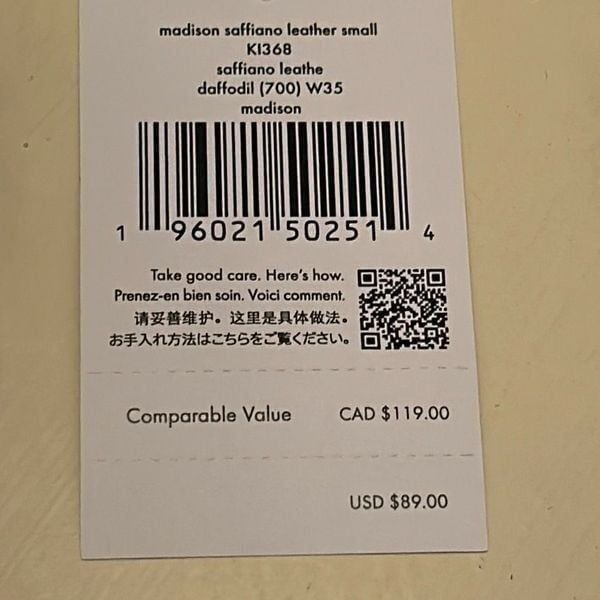 madison saffiano leather small
KI368
saffiano leathe
daffodil (700) W35
madison
1 96021 50251 4
Take good care. Here's how.
Prenez-en bien soin. Voici comment.
请妥善维护。这里是具体做法。
お手入れ方法はこちらをご覧ください。
Comparable Value CAD $119.00
USD $89.00